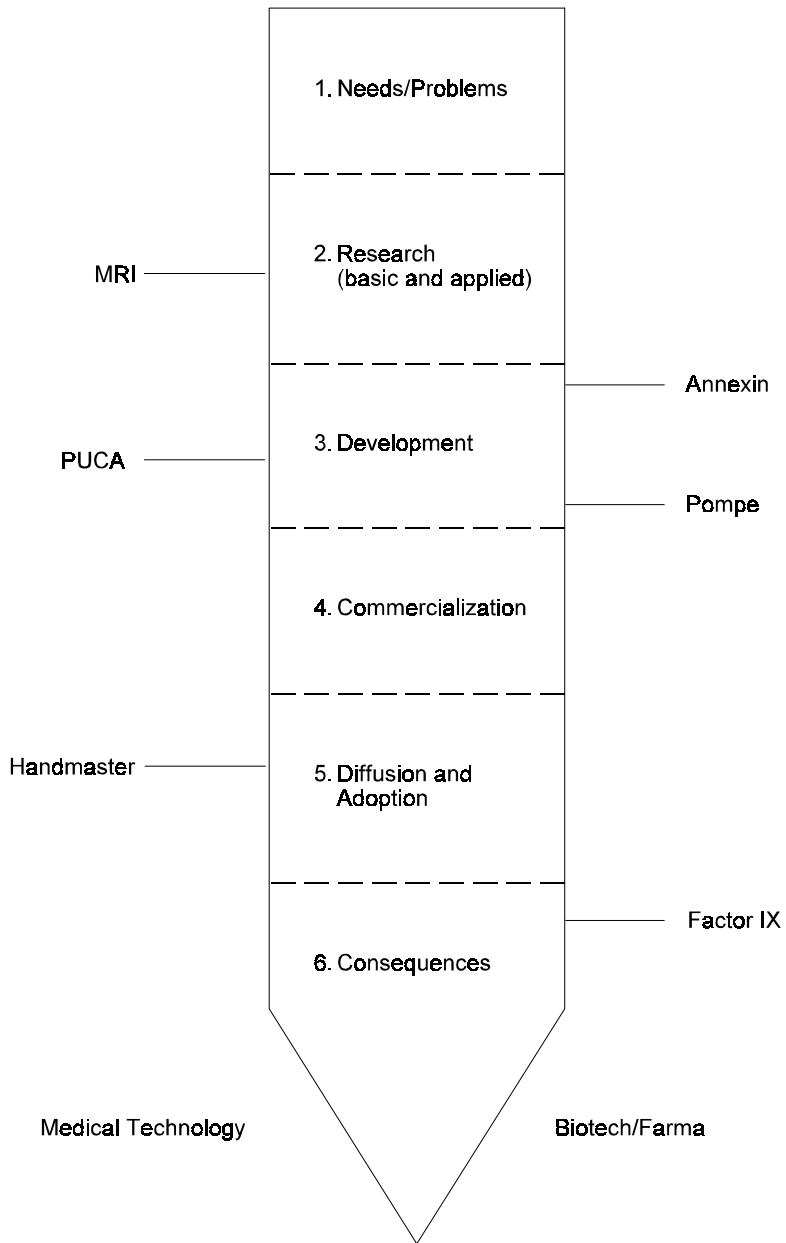 1. Needs/Problems
MRI
2. Research
(basic and applied)
Annexin
PUCA
3. Development
Pompe
4. Commercialization
Handmaster
5. Diffusion and
Adoption
Factor IX
6. Consequences
Medical Technology
Biotech/Farma